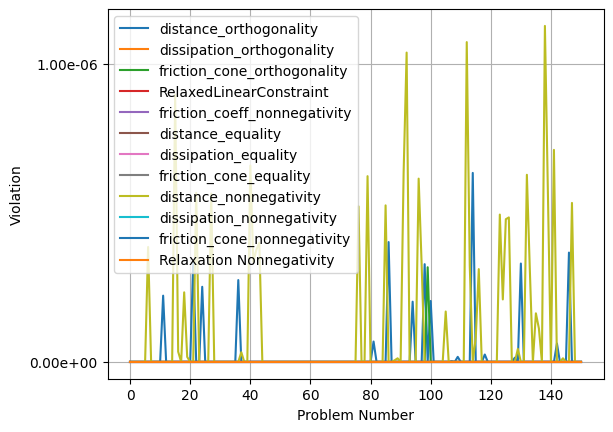 distance_orthogonality
dissipation_orthogonality
friction_cone_orthogonality
RelaxedLinearConstraint
friction_coeff_nonnegativity
distance_equality
dissipation_equality
friction_cone_equality
distance_nonnegativity
dissipation_nonnegativity
friction_cone_nonnegativity
Relaxation Nonnegativity
1.00e-06
Violation
0.00e+00
0 20 40 60 80 100 120 140
Problem Number